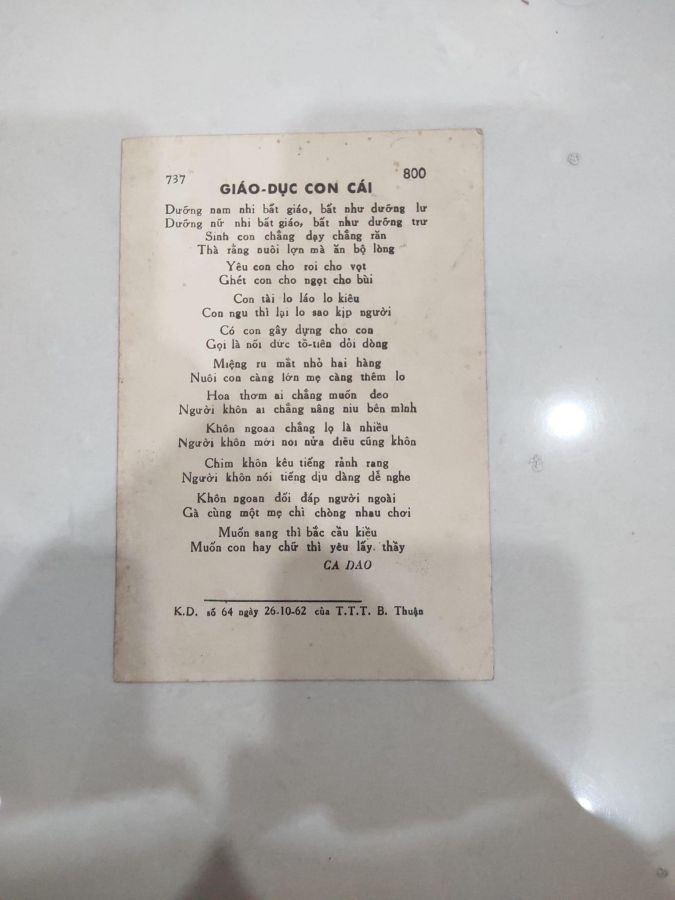 737
800
GIÁO-DỤC CON CÁI
Dưỡng nam nhi bất giáo, bất như dưỡng lư
Dưỡng nữ nhi bất giáo, bất như dưỡng trư
Sinh con chẳng dạy chẳng răn
Thà rằng nuôi lợn mà ăn bộ lòng
Yêu con cho roi cho vọt
Ghét con cho ngọt cho bùi
Con tài lo láo lo kiêu
Con ngu thì lại lo sao kịp người
Có con gây dựng cho con
Gọi là nối dức tổ-tiên dỏi dòng
Miệng ru mắt nhỏ hai hàng
Nuôi con càng lớn mẹ càng thêm lo
Hoa thơm ai chẳng muốn đeo
Người khôn ai chẳng nâng niu bên mình
Khôn ngoan chẳng lọ là nhiều
Người khôn mới nói nửa diều cũng khôn
Chim khôn kêu tiếng rảnh rang
Người khôn nói tiếng dịu dàng dễ nghe
Khôn ngoan dối đáp người ngoài
Gà cùng một mẹ chi chòng nhau chơi
Muốn sang thì bắc cầu kiều
Muốn con hay chữ thì yêu lấy thầy
CA DAO
K.D. số 64 ngày 26-10-62 của T.T.T. B. Thuận